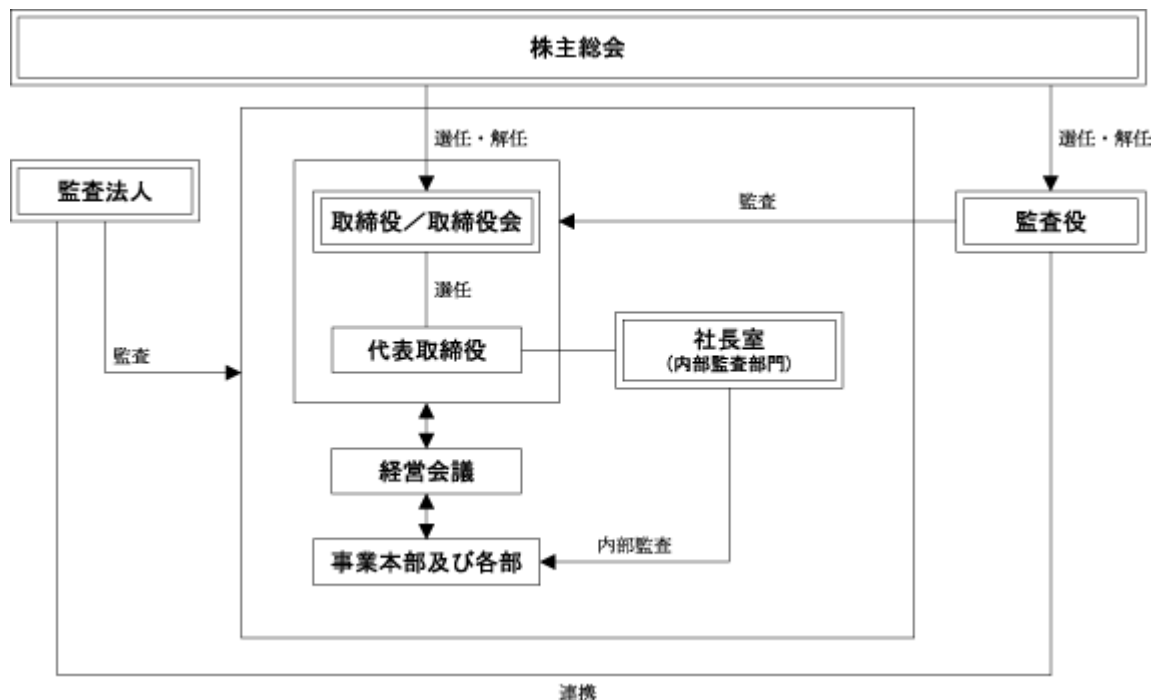 株主総会
選任・解任
選任・解任
監査法人
取締役／取締役会
監査
監査役
選任
代表取締役
社長室
（内部監査部門）
監査
経営会議
内部監査
事業本部及び各部
連携